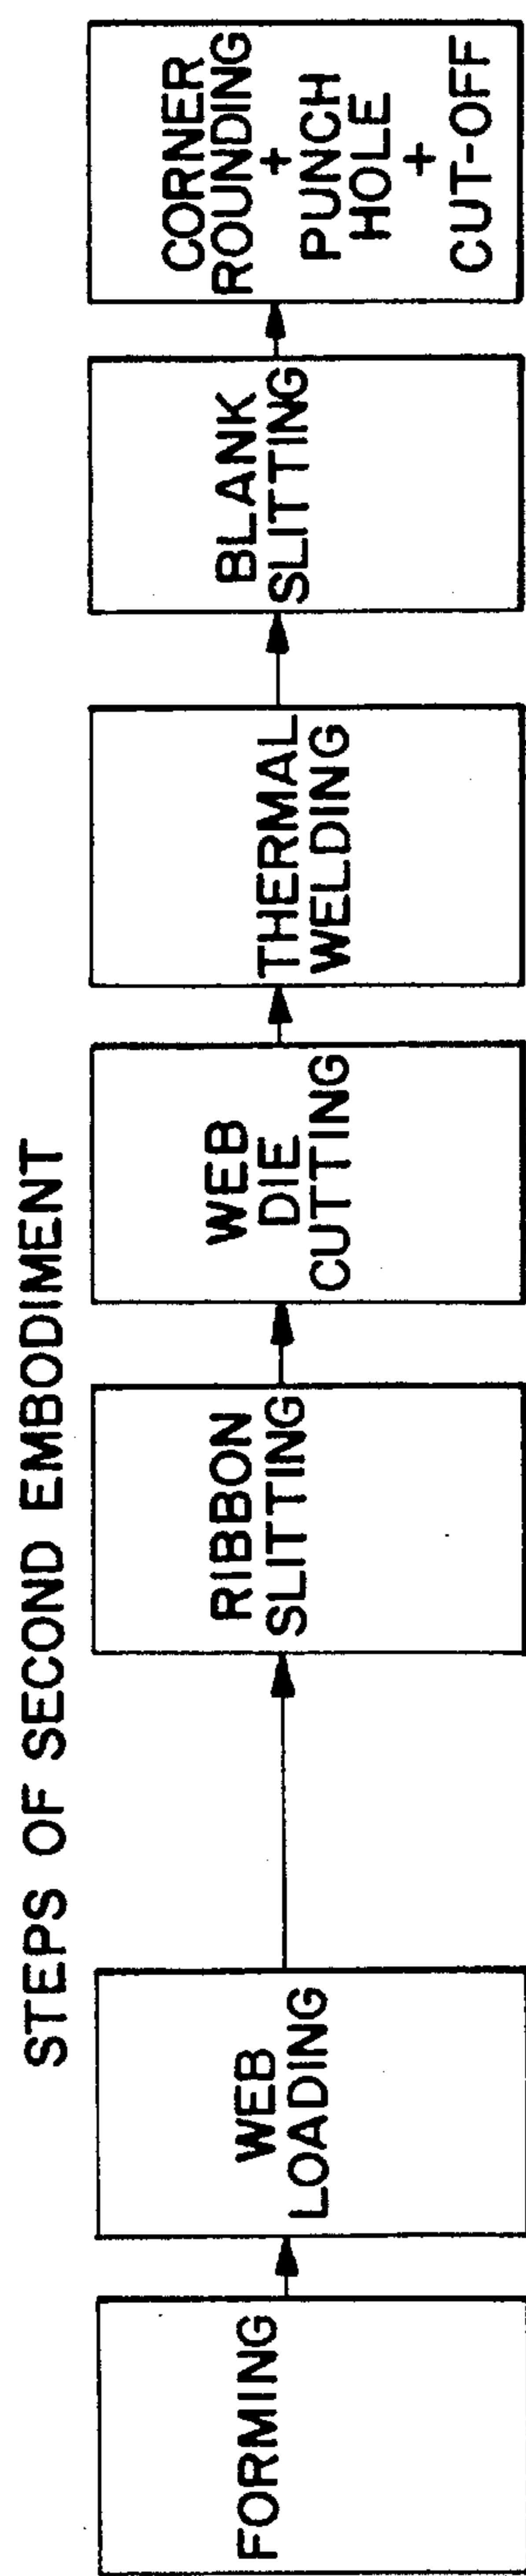 STEPS OF SECOND EMBODIMENT
FORMING
WEB
LOADING
RIBBON
SLITTING
WEB
DIE
CUTTING
THERMAL
WELDING
BLANK
SLITTING
CORNER
ROUNDING
+
PUNCH
HOLE
+
CUT-OFF